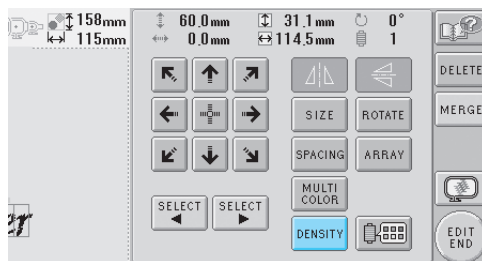 158mm 60.0mm 31.1mm 0°
115mm 0.0mm 114.5mm 1
DELETE
SIZE ROTATE MERGE
SPACING ARRAY
MULTI
COLOR
SELECT SELECT
DENSITY
EDIT
END